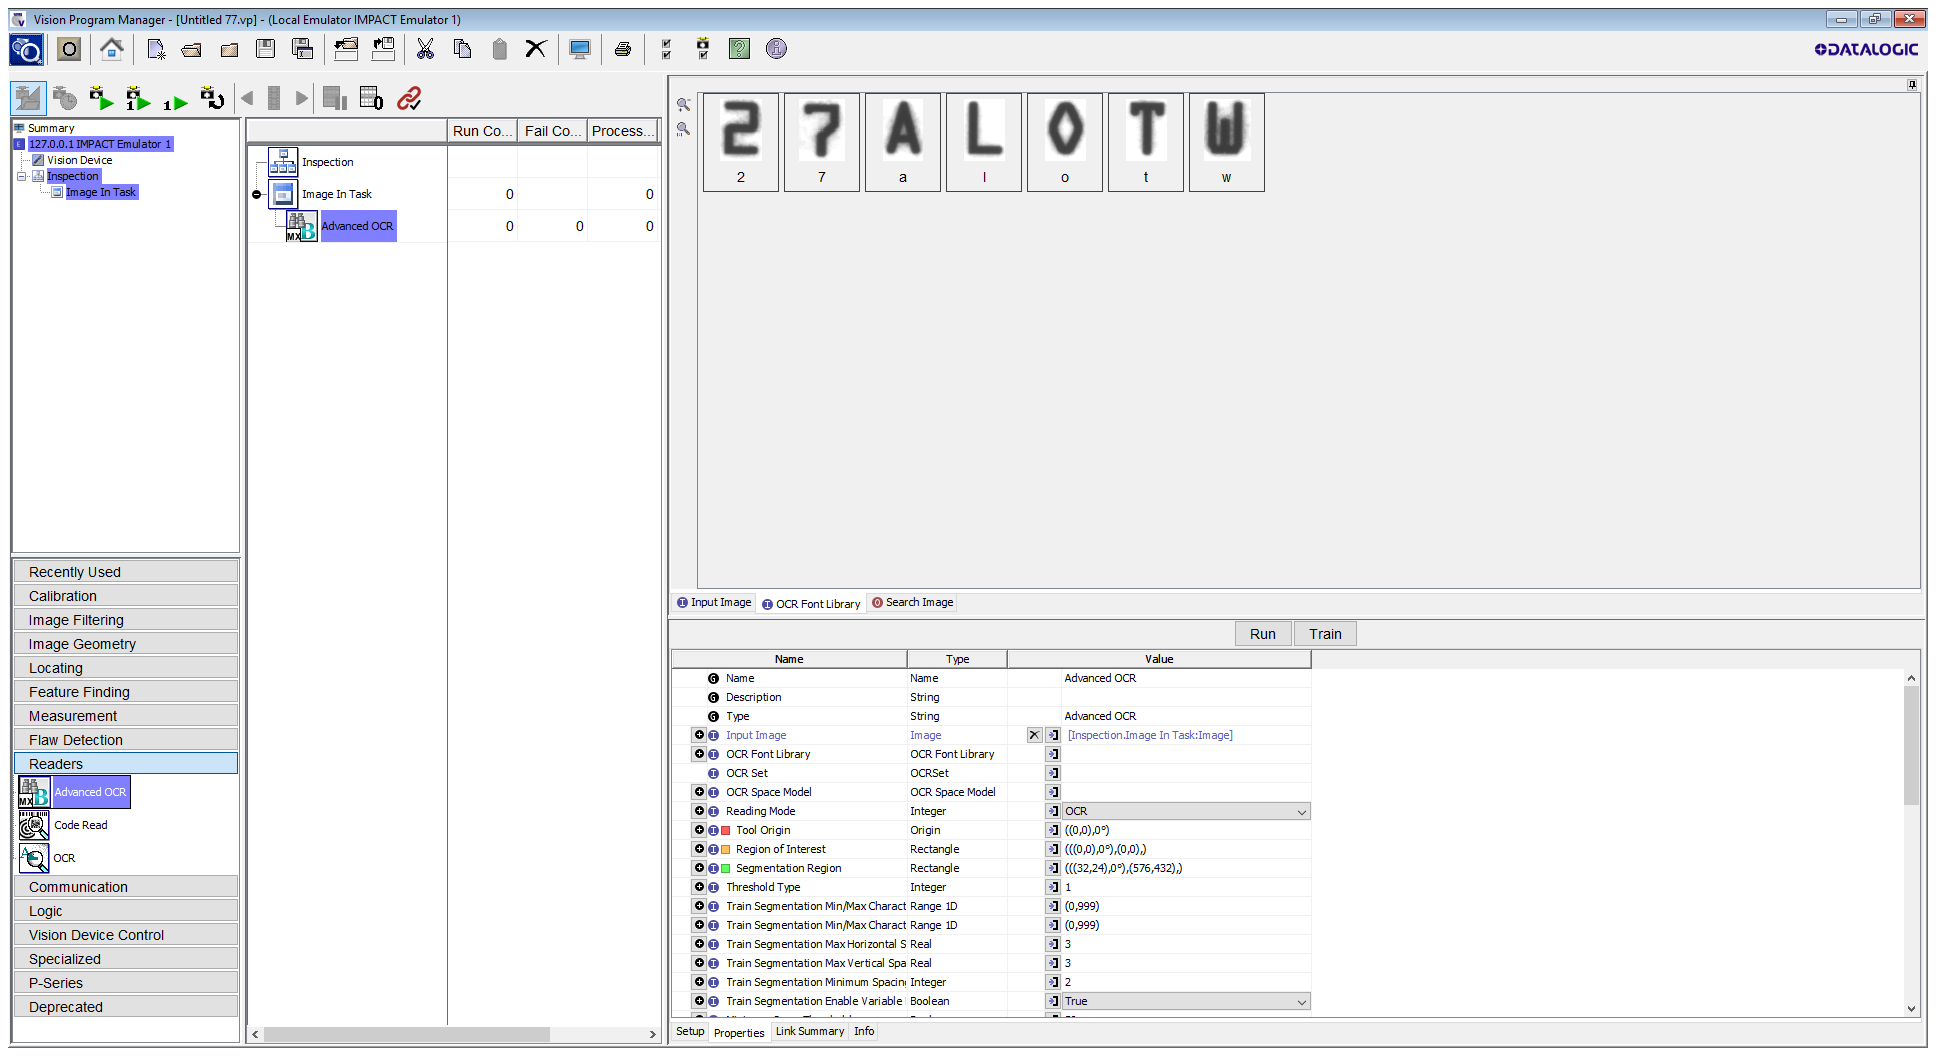 Vision Program Manager - [Untitled 77.vp] - (Local Emulator IMPACT Emulator 1)
DATALOGIC
Summary
127.0.0.1 IMPACT Emulator 1
Vision Device
Inspection
Image In Task
Recently Used
Calibration
Image Filtering
Image Geometry
Locating
Feature Finding
Measurement
Flaw Detection
Readers
Advanced OCR
Code Read
OCR
Communication
Logic
Vision Device Control
Specialized
P-Series
Deprecated
Run Co... Fail Co... Process...
Inspection
Image In Task 0 0
Advanced OCR 0 0 0
2 7 A L O T W
2 7 a l o t w
Input Image OCR Font Library Search Image
Run Train
Name Type Value
Name Name Advanced OCR
Description String
Type String Advanced OCR
Input Image Image [Inspection.Image In Task:Image]
OCR Font Library OCR Font Library
OCR Set OCRSet
OCR Space Model OCR Space Model
Reading Mode Integer OCR
Tool Origin Origin ((0,0),0°)
Region of Interest Rectangle (((0,0),0°),(0,0),)
Segmentation Region Rectangle (((32,24),0°),(576,432),)
Threshold Type Integer 1
Train Segmentation Min/Max Charact Range 1D (0,999)
Train Segmentation Min/Max Charact Range 1D (0,999)
Train Segmentation Max Horizontal S Real 3
Train Segmentation Max Vertical Spa Real 3
Train Segmentation Minimum Spacing Integer 2
Train Segmentation Enable Variable Boolean True
Setup Properties Link Summary Info